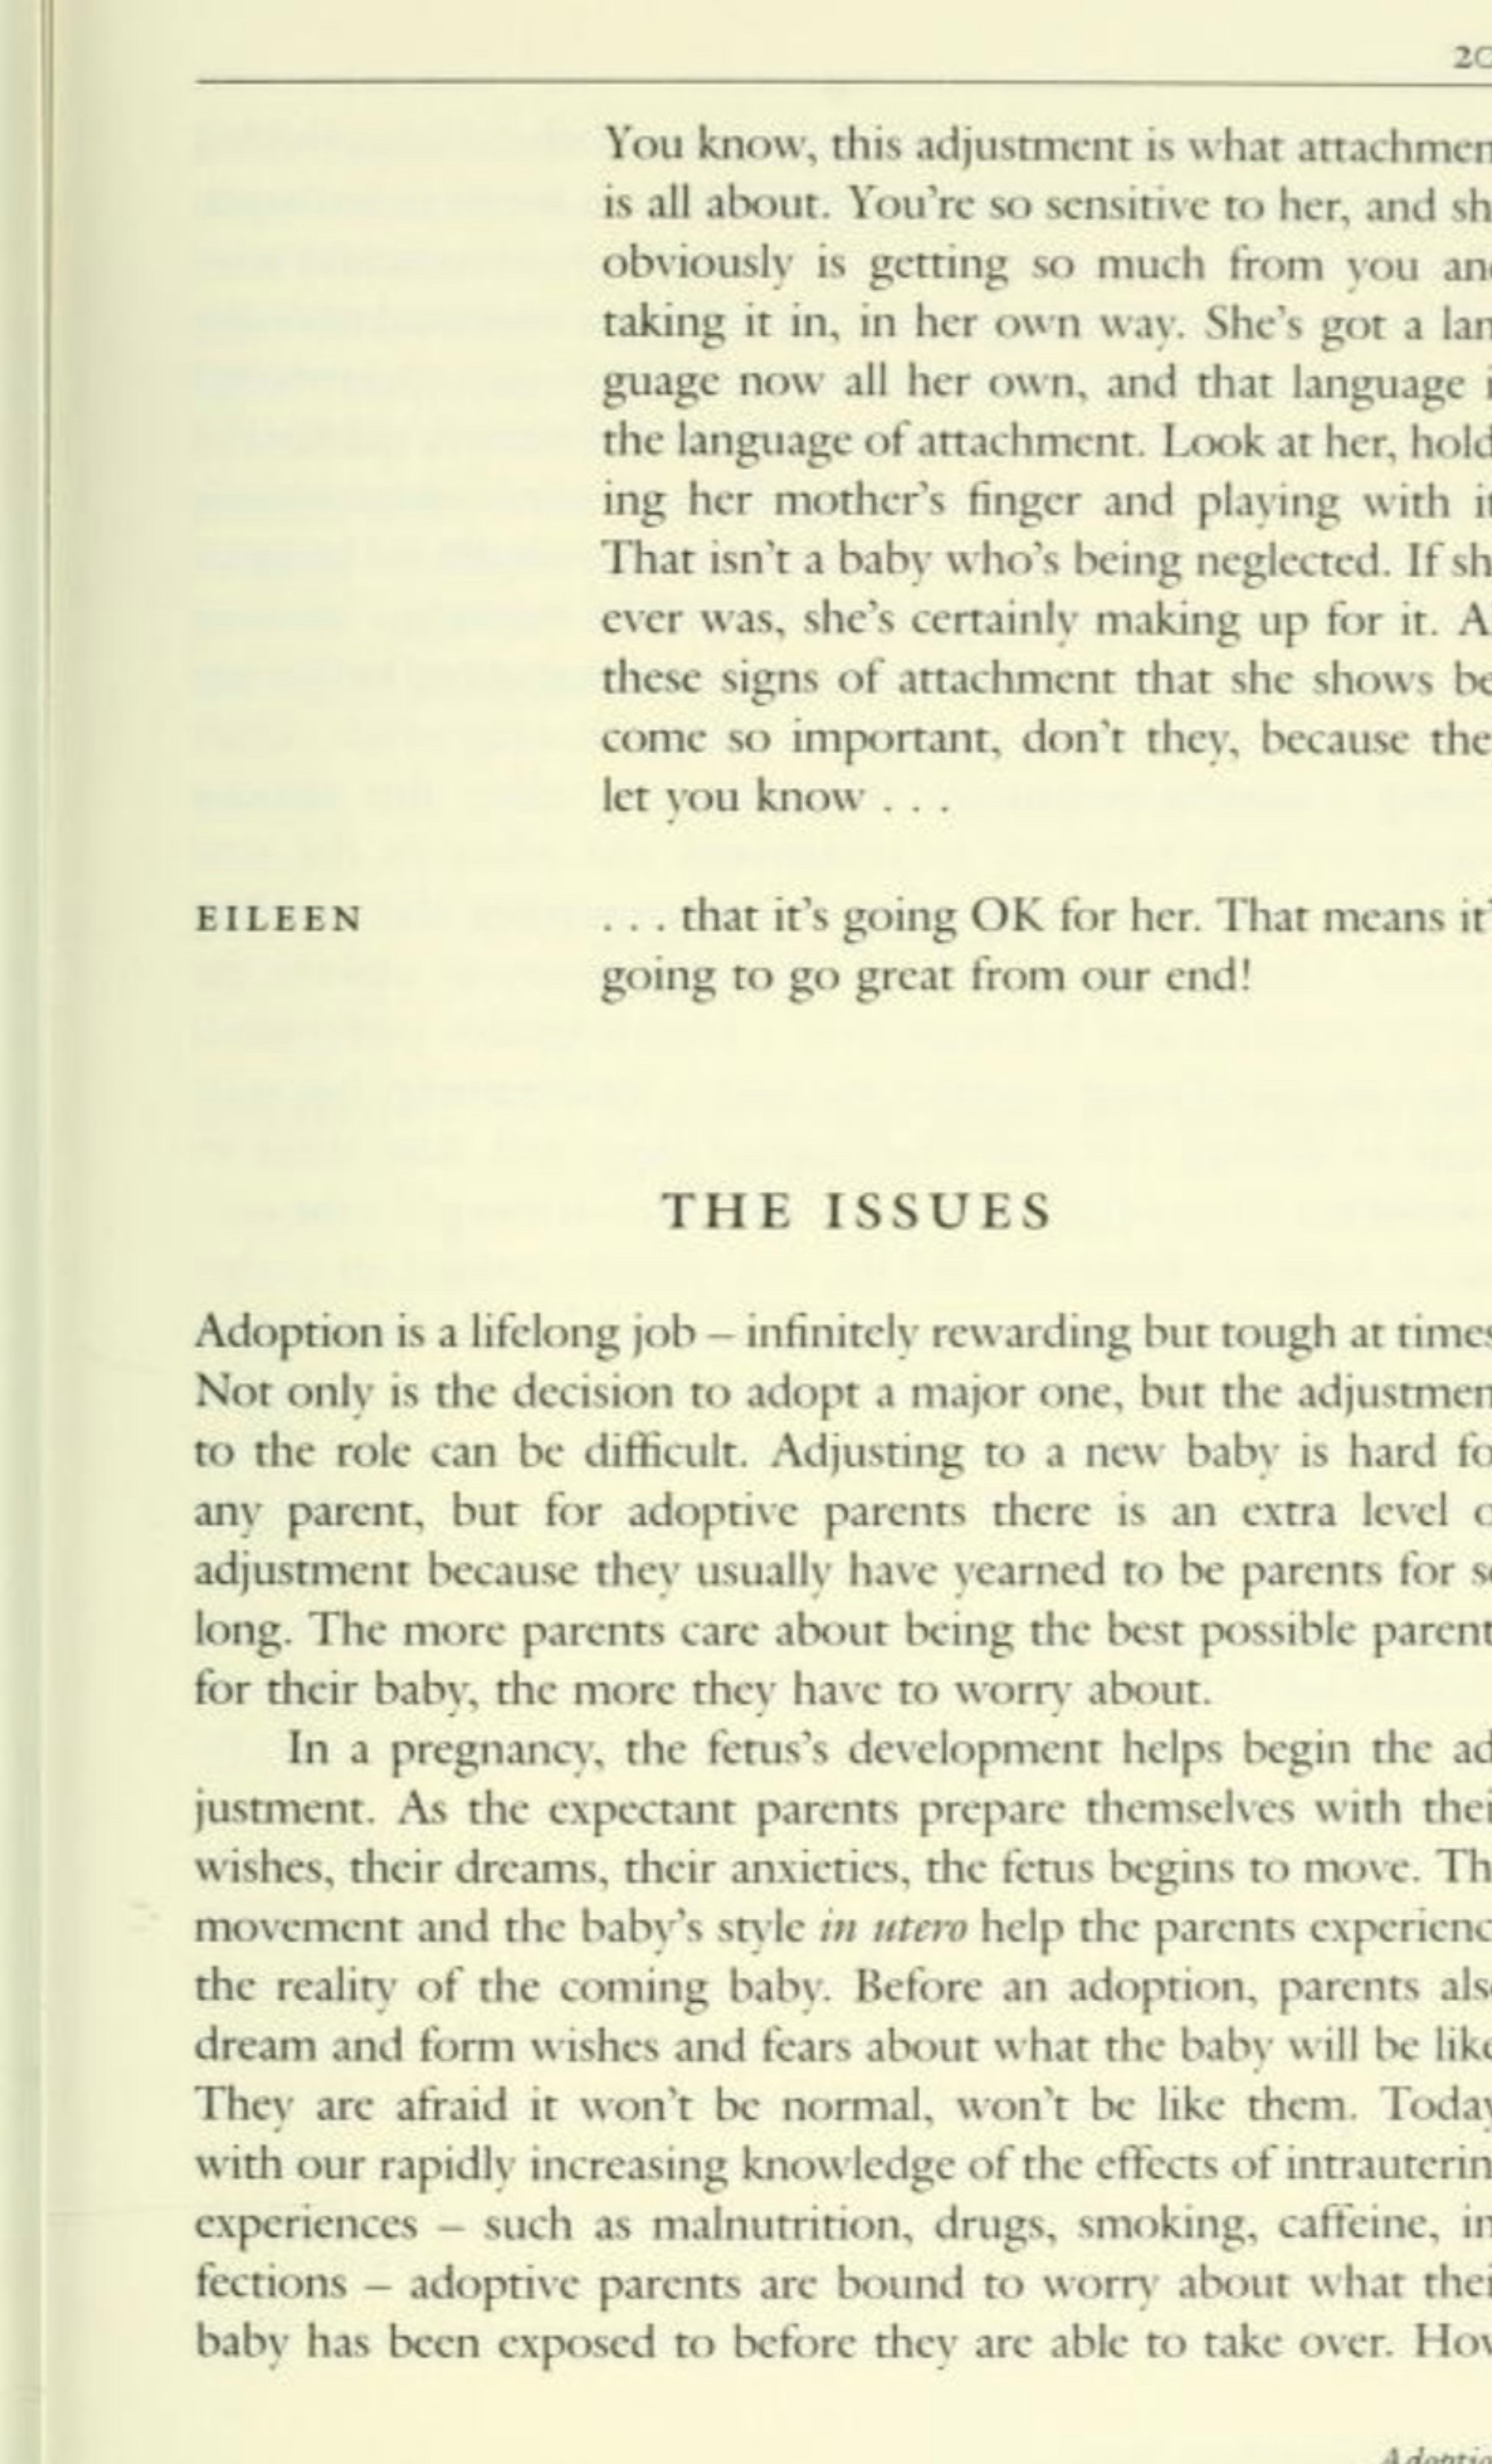 20
You know, this adjustment is what attachmen
is all about. You're so sensitive to her, and sh
obviously is getting so much from you an
taking it in, in her own way. She's got a lan
guage now all her own, and that language i
the language of attachment. Look at her, hold
ing her mother's finger and playing with it
That isn't a baby who's being neglected. If sh
ever was, she's certainly making up for it. A
these signs of attachment that she shows be
come so important, don't they, because the
let you know . . .
EILEEN . . . that it's going OK for her. That means it'
going to go great from our end!
THE ISSUES
Adoption is a lifelong job – infinitely rewarding but tough at times
Not only is the decision to adopt a major one, but the adjustmen
to the role can be difficult. Adjusting to a new baby is hard fo
any parent, but for adoptive parents there is an extra level o
adjustment because they usually have yearned to be parents for s
long. The more parents care about being the best possible parent
for their baby, the more they have to worry about.
In a pregnancy, the fetus's development helps begin the ad
justment. As the expectant parents prepare themselves with thei
wishes, their dreams, their anxieties, the fetus begins to move. Th
movement and the baby's style in utero help the parents experienc
the reality of the coming baby. Before an adoption, parents als
dream and form wishes and fears about what the baby will be like
They are afraid it won't be normal, won't be like them. Today
with our rapidly increasing knowledge of the effects of intrauterin
experiences – such as malnutrition, drugs, smoking, caffeine, in
fections – adoptive parents are bound to worry about what thei
baby has been exposed to before they are able to take over. How